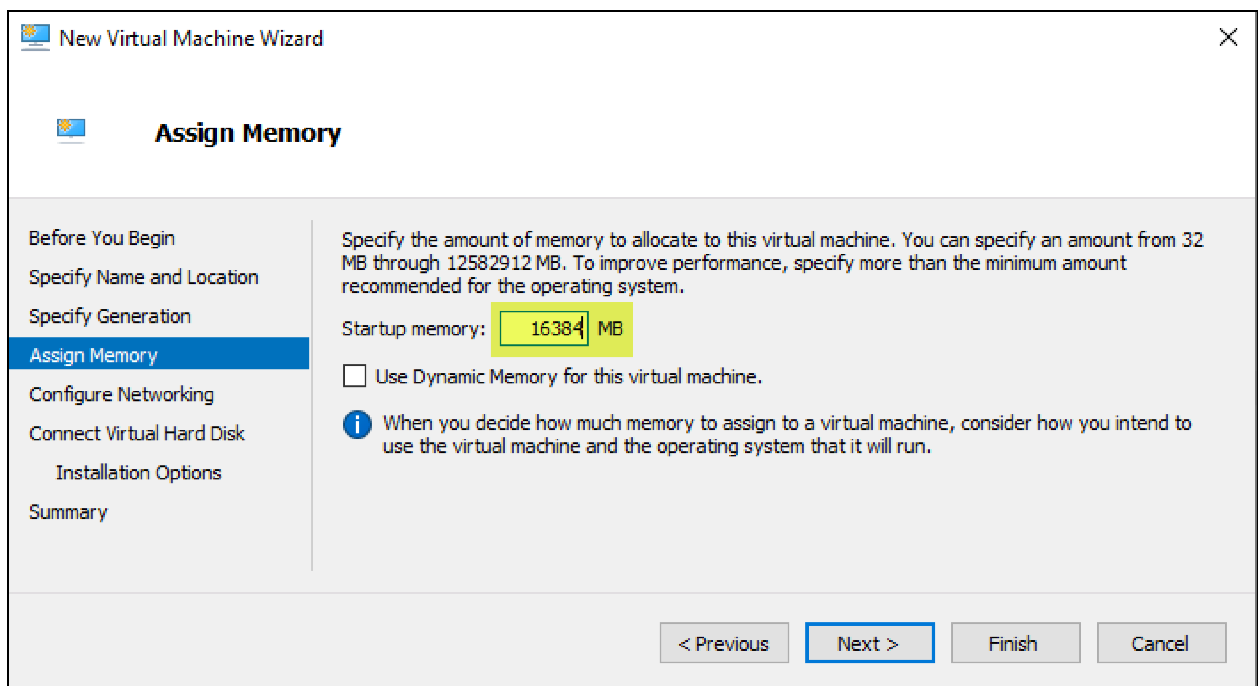 New Virtual Machine Wizard
Assign Memory
Before You Begin
Specify Name and Location
Specify Generation
Assign Memory
Configure Networking
Connect Virtual Hard Disk
Installation Options
Summary
Specify the amount of memory to allocate to this virtual machine. You can specify an amount from 32
MB through 12582912 MB. To improve performance, specify more than the minimum amount
recommended for the operating system.
Startup memory: 16384 MB
Use Dynamic Memory for this virtual machine.
When you decide how much memory to assign to a virtual machine, consider how you intend to
use the virtual machine and the operating system that it will run.
< Previous Next > Finish Cancel